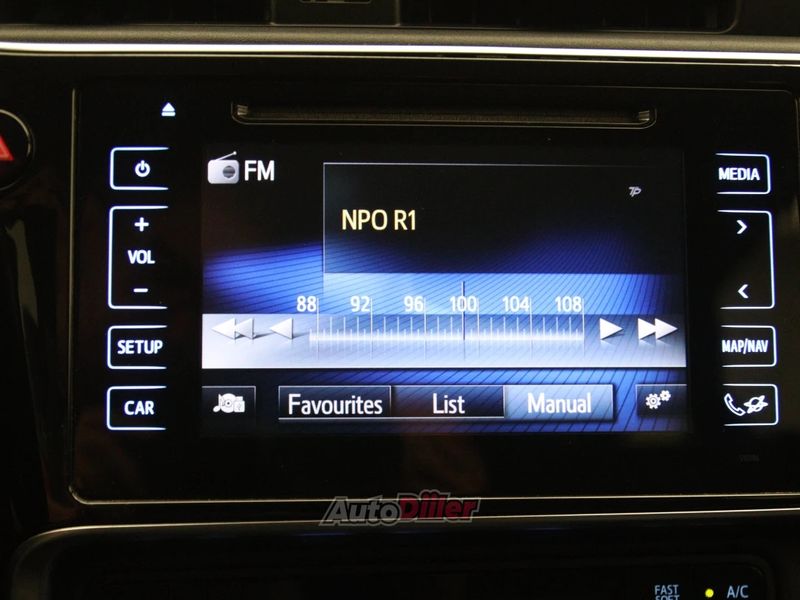 FM
MEDIA
TP
NPO R1
+
VOL
-
88 92 96 100 104 108
SETUP
MAP/NAV
CAR
Favourites List Manual
AutoDiller
FAST
SOFT
A/C